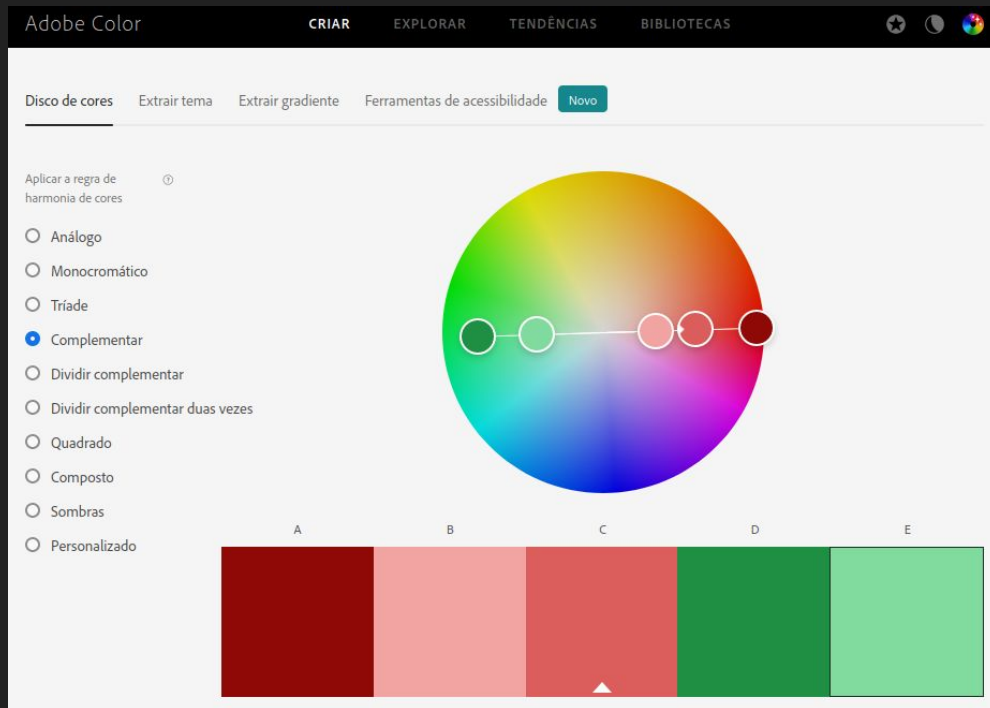 Adobe Color CRIAR EXPLORAR TENDÊNCIAS BIBLIOTECAS
Disco de cores Extrair tema Extrair gradiente Ferramentas de acessibilidade Novo
Aplicar a regra de
harmonia de cores
Análogo
Monocromático
Tríade
Complementar
Dividir complementar
Dividir complementar duas vezes
Quadrado
Composto
Sombras
Personalizado
A B C D E